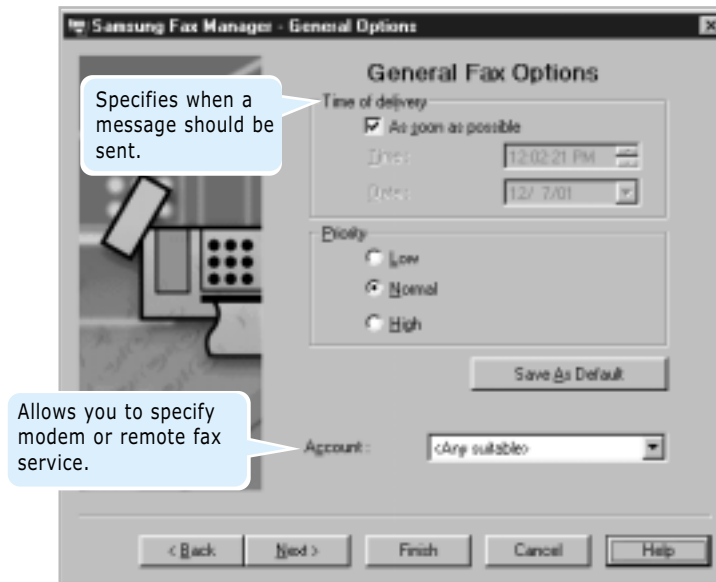 Samsung Fax Manager - General Options
General Fax Options
Specifies when a
message should be
sent.
Time of delivery
As soon as possible
Time:
12:02:21 PM
Date:
12/ 7/01
Priority
Low
Normal
High
Save As Default
Allows you to specify
modem or remote fax
service.
Account:
<Any suitable>
< Back
Next >
Finish
Cancel
Help